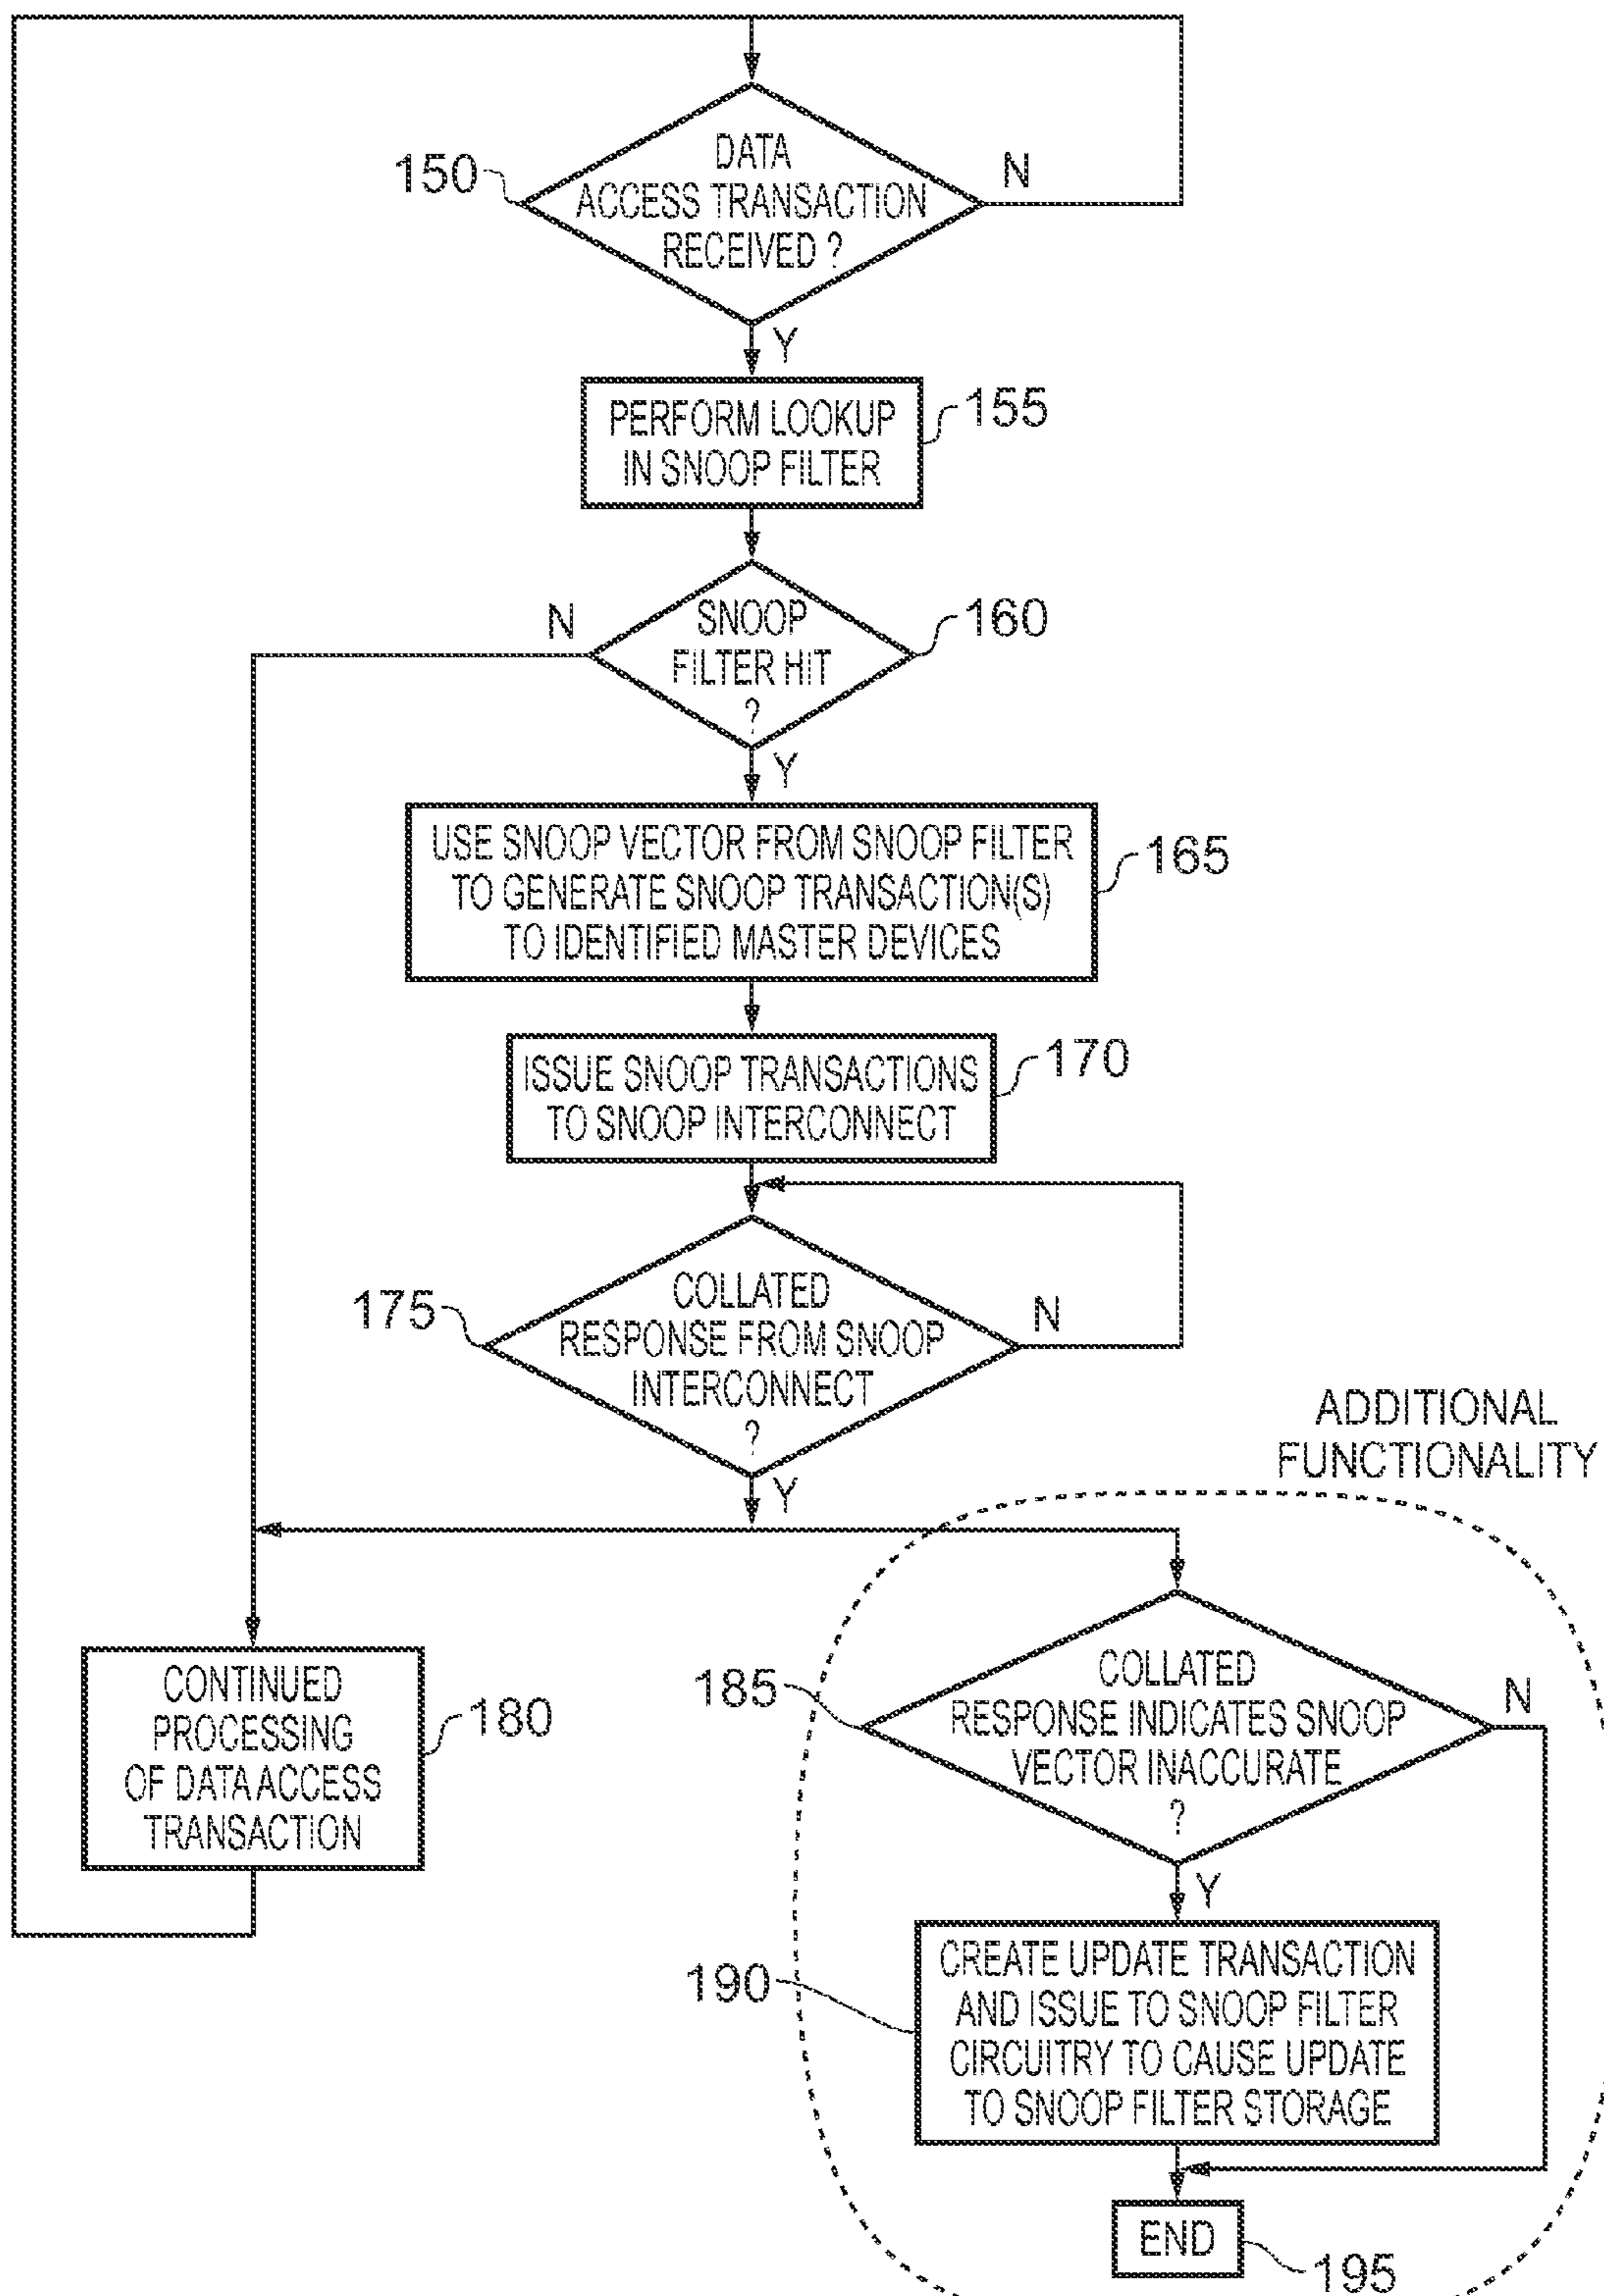 DATA
ACCESS TRANSACTION
RECEIVED ?
150
N
Y
PERFORM LOOKUP
IN SNOOP FILTER
155
SNOOP
FILTER HIT
?
160
N
Y
USE SNOOP VECTOR FROM SNOOP FILTER
TO GENERATE SNOOP TRANSACTION(S)
TO IDENTIFIED MASTER DEVICES
165
ISSUE SNOOP TRANSACTIONS
TO SNOOP INTERCONNECT
170
COLLATED
RESPONSE FROM SNOOP
INTERCONNECT
?
175
N
Y
ADDITIONAL
FUNCTIONALITY
CONTINUED
PROCESSING
OF DATA ACCESS
TRANSACTION
180
COLLATED
RESPONSE INDICATES SNOOP
VECTOR INACCURATE
?
185
N
Y
CREATE UPDATE TRANSACTION
AND ISSUE TO SNOOP FILTER
CIRCUITRY TO CAUSE UPDATE
TO SNOOP FILTER STORAGE
190
END
195